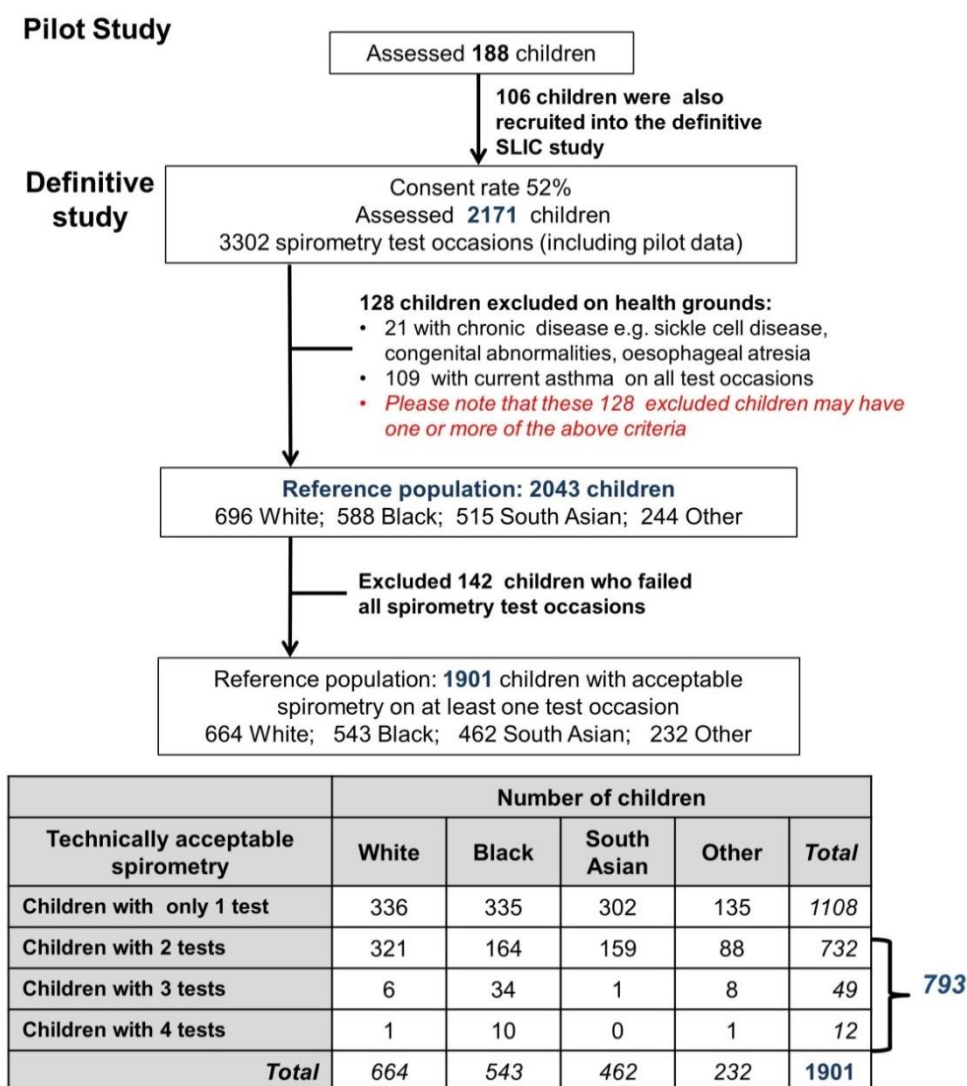 Pilot Study
Assessed 188 children
106 children were also
recruited into the definitive
SLIC study
Definitive
study
Consent rate 52%
Assessed 2171 children
3302 spirometry test occasions (including pilot data)
128 children excluded on health grounds:
• 21 with chronic disease e.g. sickle cell disease,
congenital abnormalities, oesophageal atresia
• 109 with current asthma on all test occasions
• Please note that these 128 excluded children may have
one or more of the above criteria
Reference population: 2043 children
696 White; 588 Black; 515 South Asian; 244 Other
Excluded 142 children who failed
all spirometry test occasions
Reference population: 1901 children with acceptable
spirometry on at least one test occasion
664 White; 543 Black; 462 South Asian; 232 Other
Number of children
Technically acceptable
spirometry
White Black South
Asian Other Total
Children with only 1 test 336 335 302 135 1108
Children with 2 tests 321 164 159 88 732
Children with 3 tests 6 34 1 8 49
Children with 4 tests 1 10 0 1 12
793
Total 664 543 462 232 1901